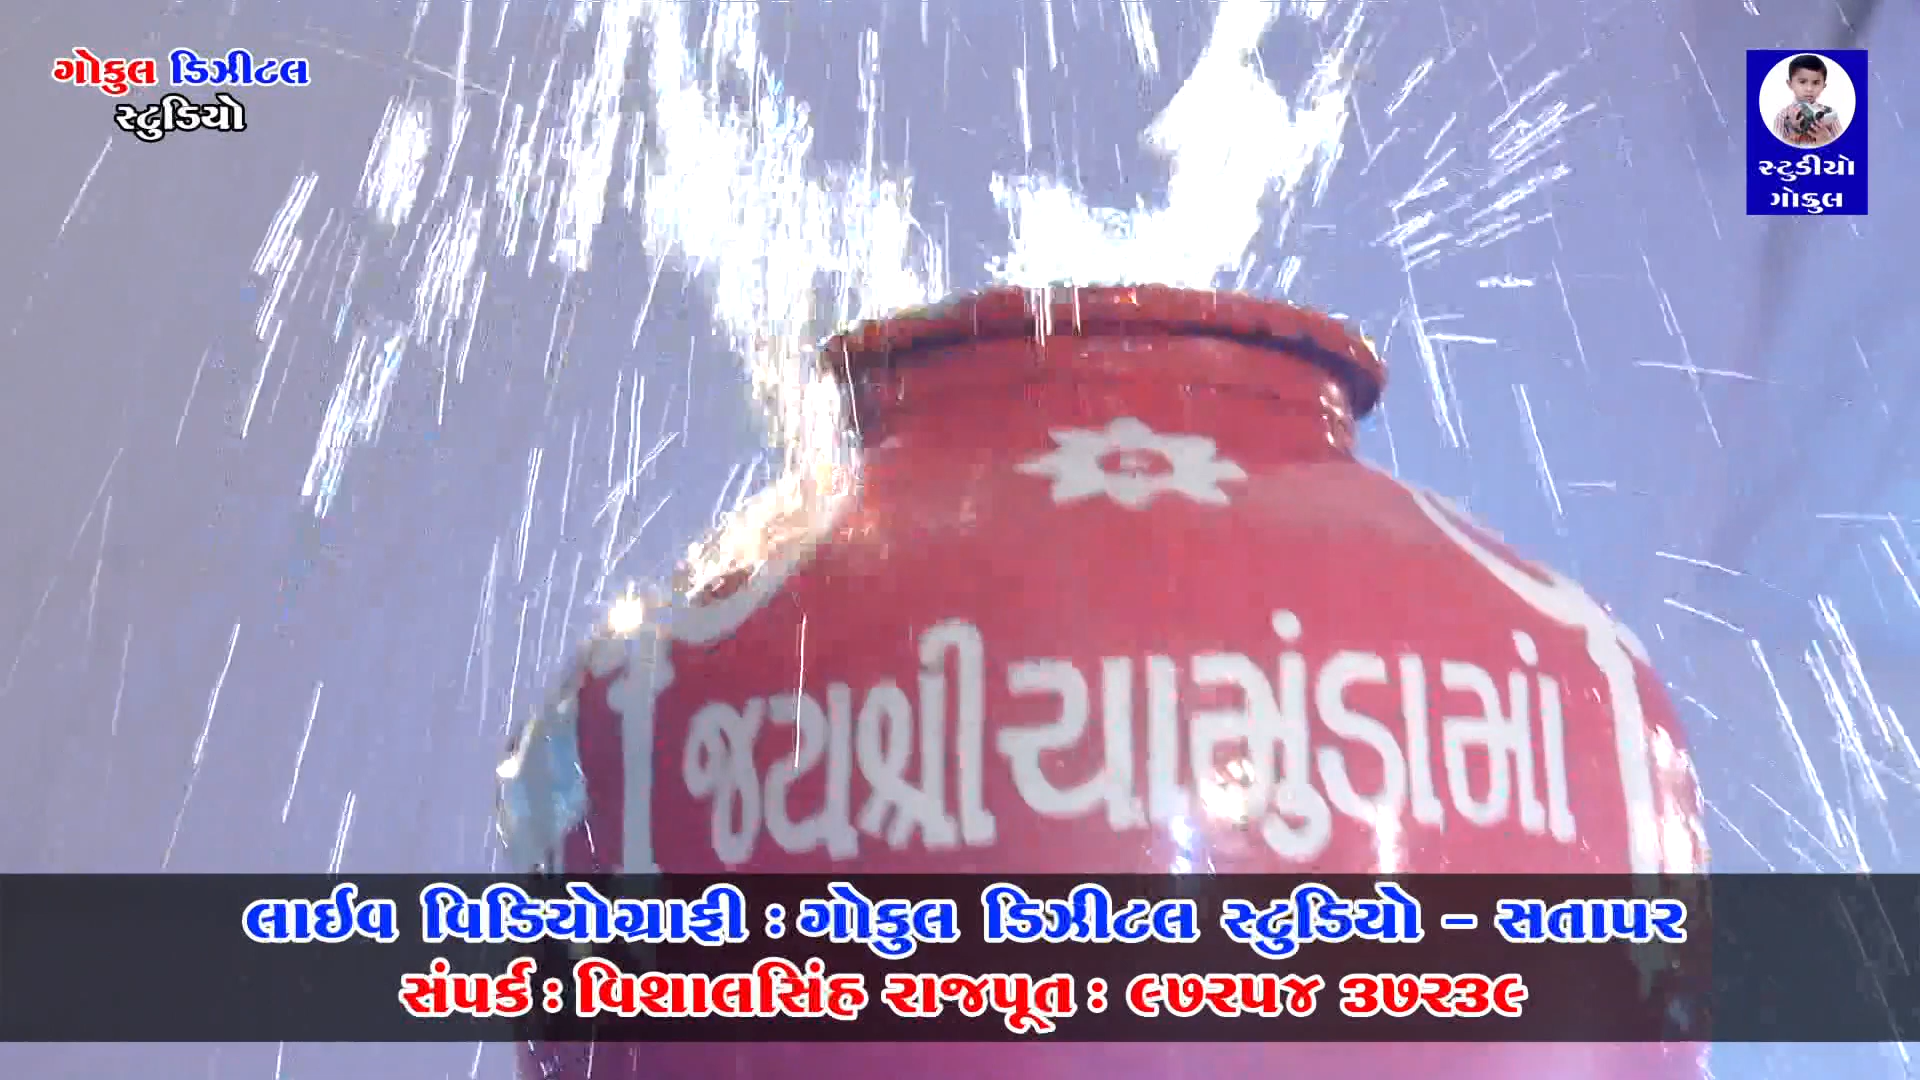 ગોકુલ ડિઝીટલ
સ્ટુડિયો
સ્ટુડીયો
ગોકુલ
જયશ્રી ચામુંડામાં
લાઈવ વિડિયોગ્રાફી : ગોકુલ ડિઝીટલ સ્ટુડિયો – સતાપર
સંપર્ક : વિશાલસિંહ રાજપૂત : ૯૭૨૫૪ ૩૭૨૩૯